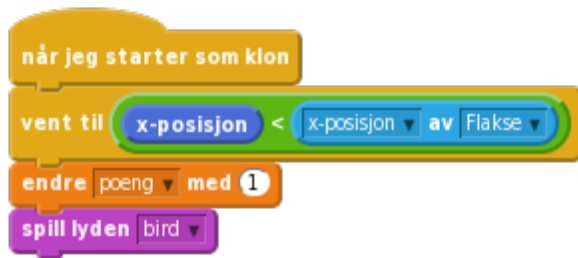 når jeg starter som klon
vent til x-posisjon < x-posisjon av Flakse
endre poeng med 1
spill lyden bird